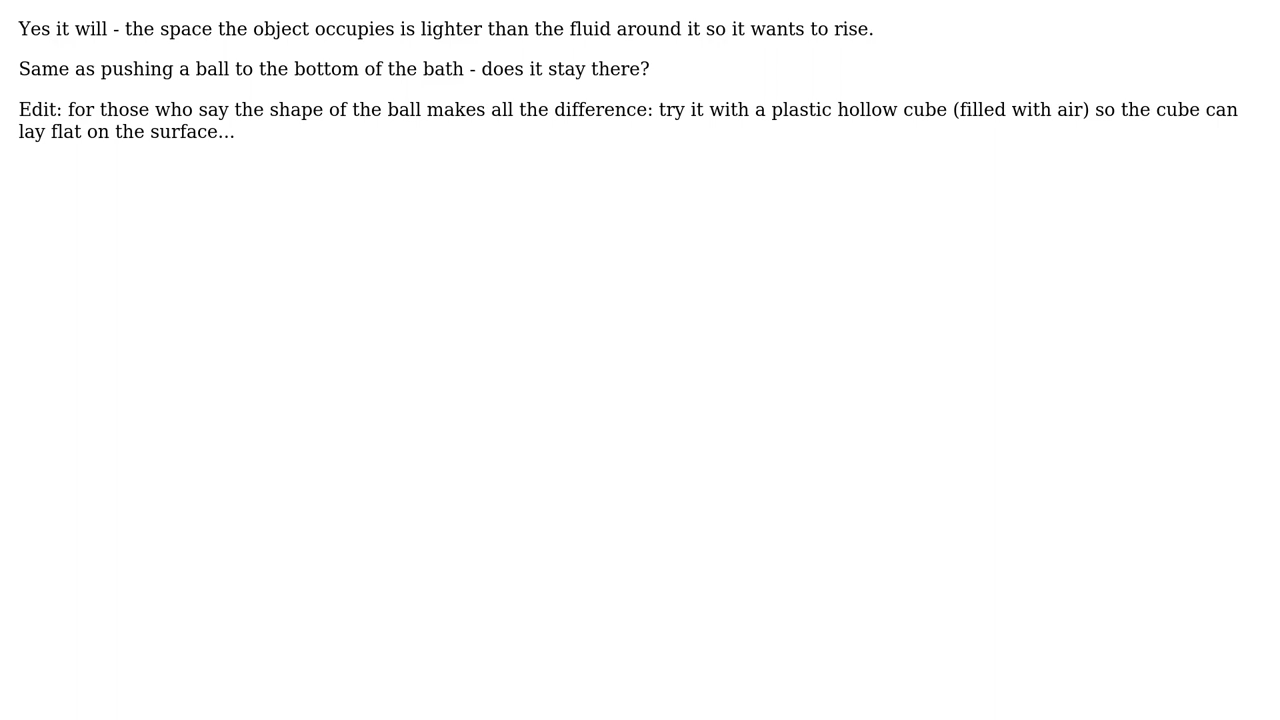 Yes it will - the space the object occupies is lighter than the fluid around it so it wants to rise.
Same as pushing a ball to the bottom of the bath - does it stay there?
Edit: for those who say the shape of the ball makes all the difference: try it with a plastic hollow cube (filled with air) so the cube can
lay flat on the surface...